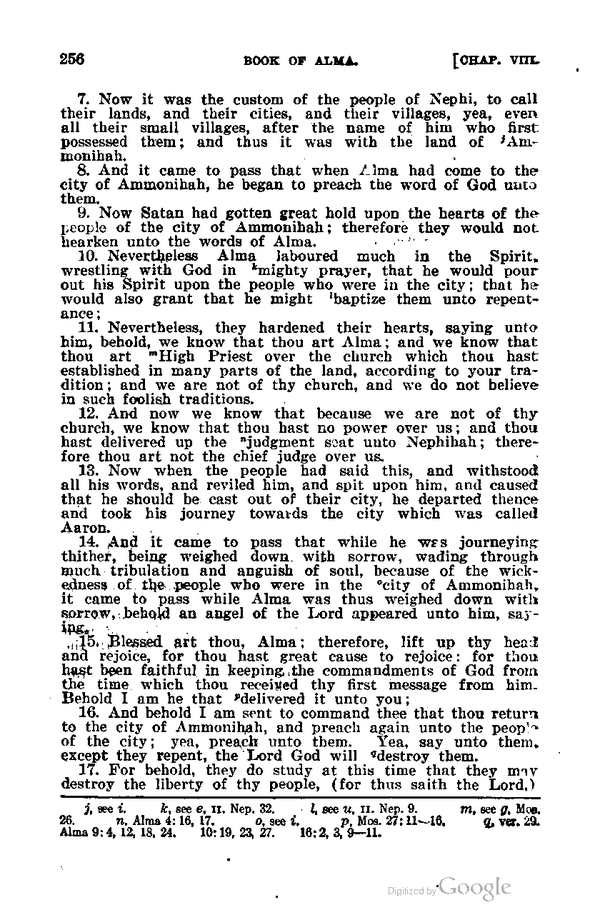 256 BOOK OF ALMA. [CHAP. VIII.
7. Now it was the custom of the people of Nephi, to call
their lands, and their cities, and their villages, yea, even
all their small villages, after the name of him who first
possessed them; and thus it was with the land of jAm-
monihah.
8. And it came to pass that when Alma had come to the
city of Ammonihah, he began to preach the word of God unto
them.
9. Now Satan had gotten great hold upon the hearts of the
people of the city of Ammonihah; therefore they would not
hearken unto the words of Alma.
10. Nevertheless Alma laboured much in the Spirit,
wrestling with God in kmighty prayer, that he would pour
out his Spirit upon the people who were in the city; that he
would also grant that he might lbaptize them unto repent-
ance;
11. Nevertheless, they hardened their hearts, saying unto
him, behold, we know that thou art Alma; and we know that
thou art mHigh Priest over the church which thou hast
established in many parts of the land, according to your tra-
dition; and we are not of thy church, and we do not believe
in such foolish traditions.
12. And now we know that because we are not of thy
church, we know that thou hast no power over us; and thou
hast delivered up the njudgment seat unto Nephihah; there-
fore thou art not the chief judge over us.
13. Now when the people had said this, and withstood
all his words, and reviled him, and spit upon him, and caused
that he should be cast out of their city, he departed thence
and took his journey towards the city which was called
Aaron.
14. And it came to pass that while he was journeying
thither, being weighed down with sorrow, wading through
much tribulation and anguish of soul, because of the wick-
edness of the people who were in the ocity of Ammonihah,
it came to pass while Alma was thus weighed down with
sorrow, behold an angel of the Lord appeared unto him, say-
ing,
15. Blessed art thou, Alma; therefore, lift up thy head
and rejoice, for thou hast great cause to rejoice: for thou
hast been faithful in keeping the commandments of God from
the time which thou received thy first message from him.
Behold I am he that pdelivered it unto you;
16. And behold I am sent to command thee that thou return
to the city of Ammonihah, and preach again unto the people
of the city; yea, preach unto them. Yea, say unto them,
except they repent, the Lord God will qdestroy them.
17. For behold, they do study at this time that they may
destroy the liberty of thy people, (for thus saith the Lord,)
j, see i. k, see e, II. Nep. 32. l, see u, II. Nep. 9. m, see g, Mos.
26. n, Alma 4:16, 17. o, see i. p, Mos. 27:11—16. q, ver. 29.
Alma 9:4, 12, 18, 24. 10:19, 23, 27. 16:2, 3, 9—11.
Digitized by Google